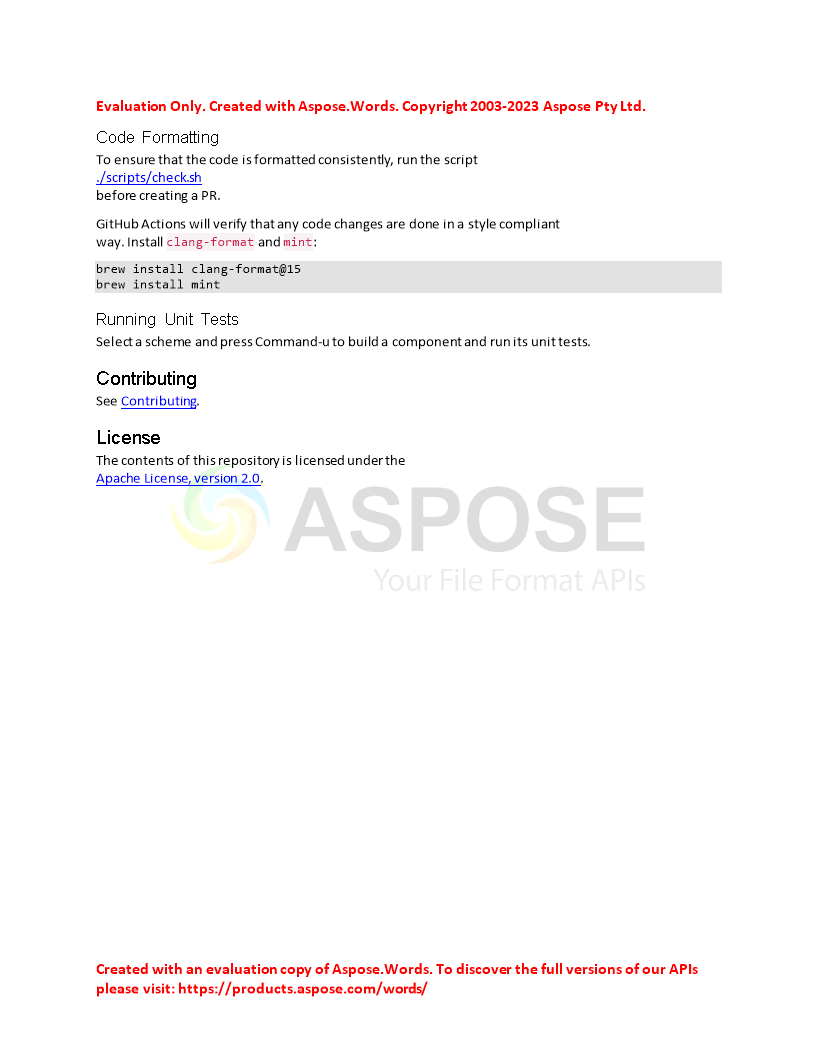 Evaluation Only. Created with Aspose.Words. Copyright 2003-2023 Aspose Pty Ltd.
Code Formatting
To ensure that the code is formatted consistently, run the script
./scripts/check.sh
before creating a PR.
GitHub Actions will verify that any code changes are done in a style compliant
way. Install clang-format and mint:
brew install clang-format@15
brew install mint
Running Unit Tests
Select a scheme and press Command-u to build a component and run its unit tests.
Contributing
See Contributing.
License
The contents of this repository is licensed under the
Apache License, version 2.0.
ASPOSE
Your File Format APIs
Created with an evaluation copy of Aspose.Words. To discover the full versions of our APIs
please visit: https://products.aspose.com/words/